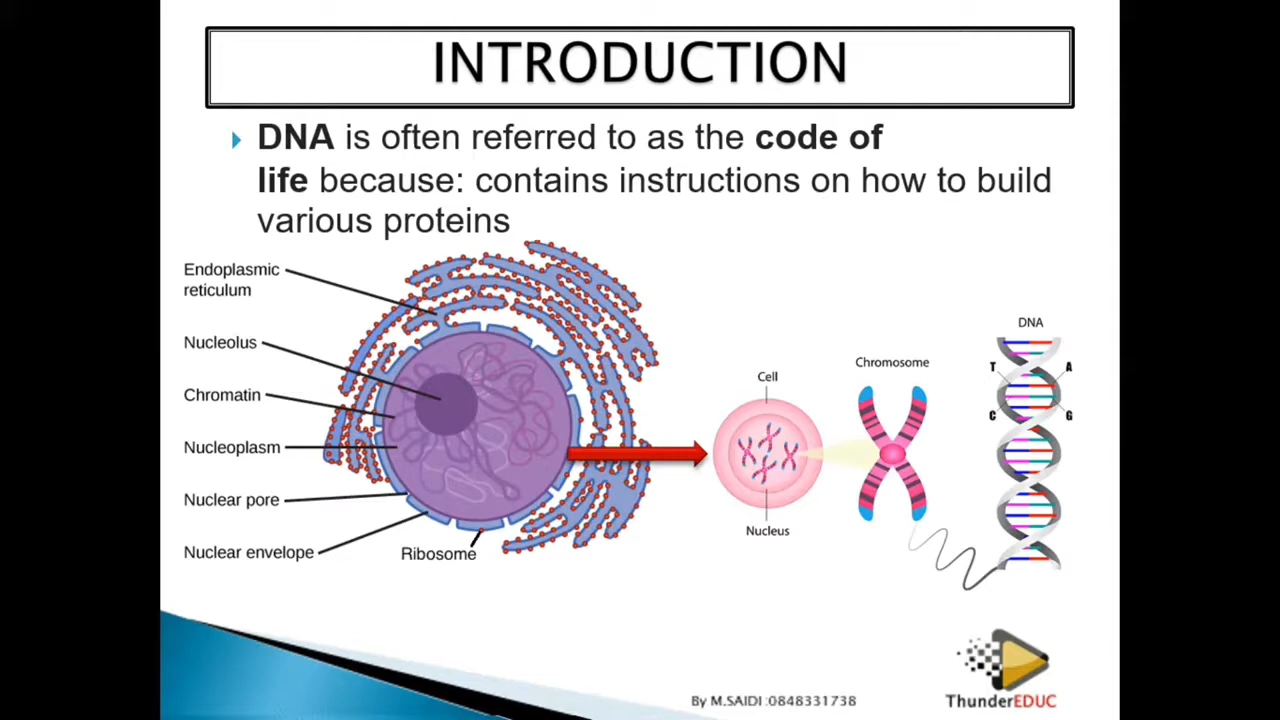 INTRODUCTION
DNA is often referred to as the code of
life because: contains instructions on how to build
various proteins
Endoplasmic
reticulum
Nucleolus
Chromatin
Nucleoplasm
Nuclear pore
Nuclear envelope
Ribosome
Cell
Nucleus
Chromosome
DNA
T
A
C
G
By M.SAIDI :0848331738
ThunderEDUC